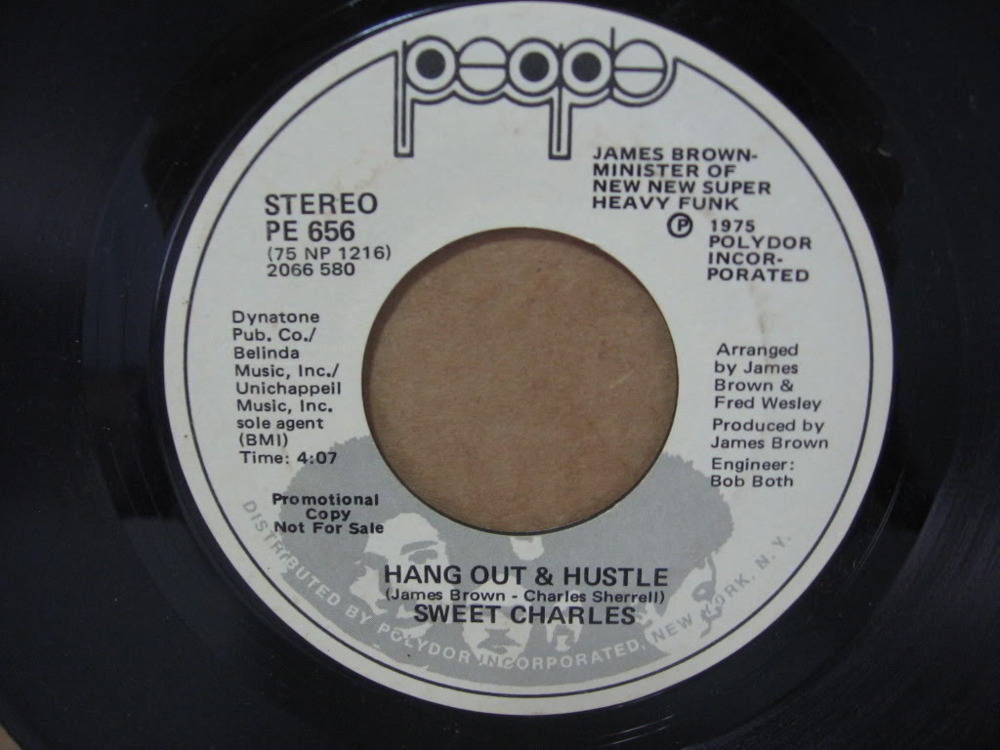 people
JAMES BROWN-
MINISTER OF
NEW NEW SUPER
HEAVY FUNK
Ⓟ 1975
POLYDOR
INCOR-
PORATED
STEREO
PE 656
(75 NP 1216)
2066 580
Dynatone
Pub. Co./
Belinda
Music, Inc./
Unichappell
Music, Inc.
sole agent
(BMI)
Time: 4:07
Arranged
by James
Brown &
Fred Wesley
Produced by
James Brown
Engineer:
Bob Both
Promotional
Copy
Not For Sale
HANG OUT & HUSTLE
(James Brown - Charles Sherrell)
SWEET CHARLES
DISTRIBUTED BY POLYDOR INCORPORATED, NEW YORK, N.Y.